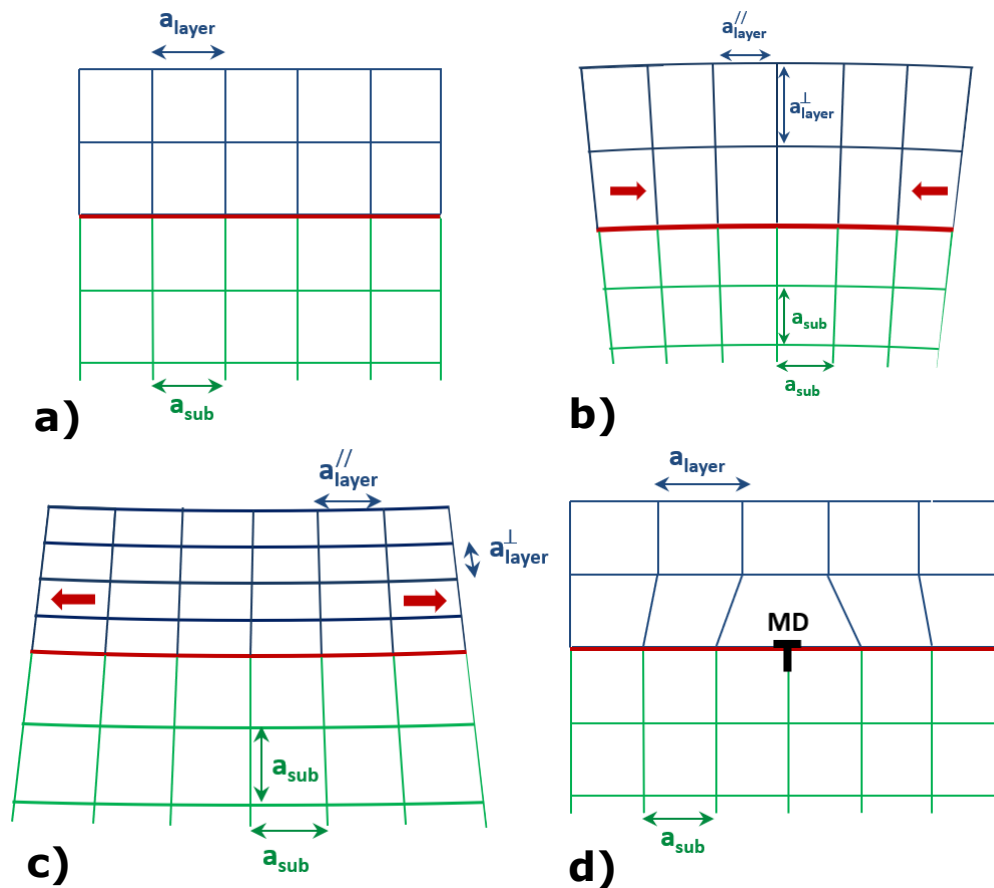 a_layer
a_sub
a)
a_layer^//
a_layer^⊥
a_sub
a_sub
b)
a_layer^//
a_layer^⊥
a_sub
a_sub
c)
a_layer
MD
a_sub
d)